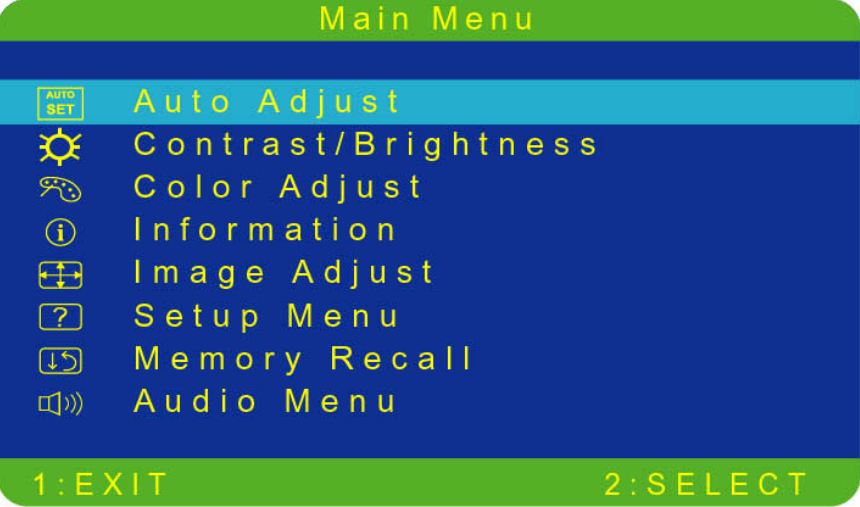 Main Menu
AUTO SET Auto Adjust
Contrast/Brightness
Color Adjust
i Information
Image Adjust
? Setup Menu
Memory Recall
Audio Menu
1:EXIT 2:SELECT